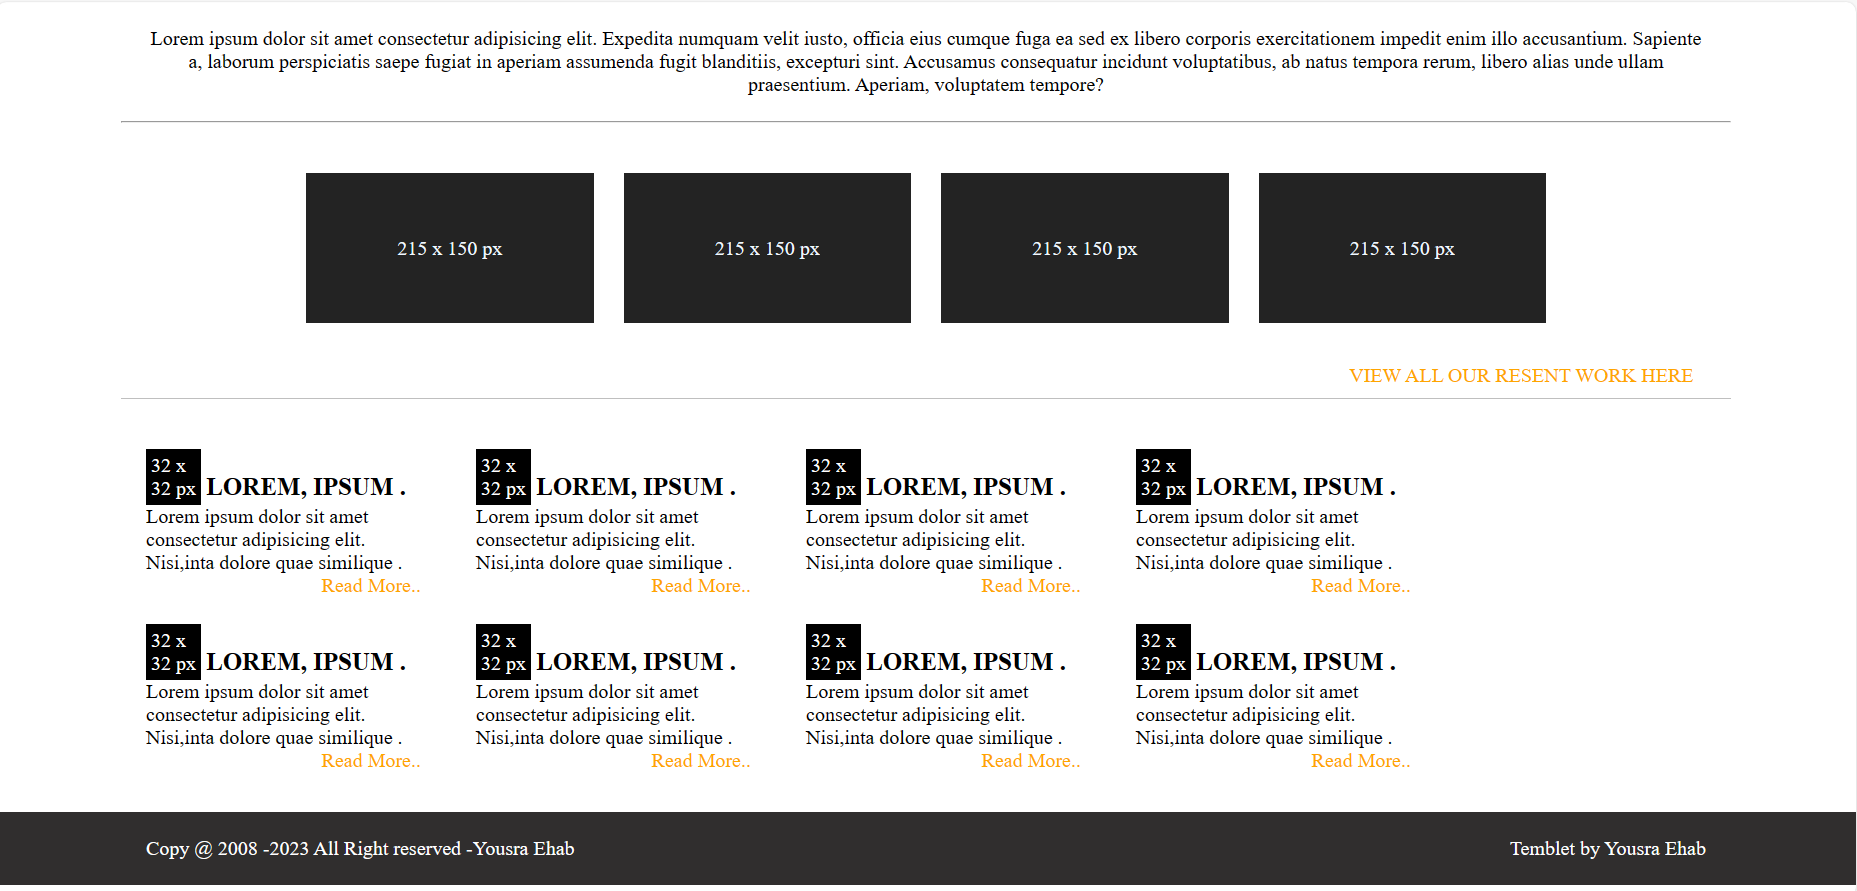 Lorem ipsum dolor sit amet consectetur adipisicing elit. Expedita numquam velit iusto, officia eius cumque fuga ea sed ex libero corporis exercitationem impedit enim illo accusantium. Sapiente
a, laborum perspiciatis saepe fugiat in aperiam assumenda fugit blanditiis, excepturi sint. Accusamus consequatur incidunt voluptatibus, ab natus tempora rerum, libero alias unde ullam
praesentium. Aperiam, voluptatem tempore?
215 x 150 px
215 x 150 px
215 x 150 px
215 x 150 px
VIEW ALL OUR RESENT WORK HERE
32 x
32 px LOREM, IPSUM .
Lorem ipsum dolor sit amet
consectetur adipisicing elit.
Nisi,inta dolore quae similique .
Read More..
32 x
32 px LOREM, IPSUM .
Lorem ipsum dolor sit amet
consectetur adipisicing elit.
Nisi,inta dolore quae similique .
Read More..
32 x
32 px LOREM, IPSUM .
Lorem ipsum dolor sit amet
consectetur adipisicing elit.
Nisi,inta dolore quae similique .
Read More..
32 x
32 px LOREM, IPSUM .
Lorem ipsum dolor sit amet
consectetur adipisicing elit.
Nisi,inta dolore quae similique .
Read More..
32 x
32 px LOREM, IPSUM .
Lorem ipsum dolor sit amet
consectetur adipisicing elit.
Nisi,inta dolore quae similique .
Read More..
32 x
32 px LOREM, IPSUM .
Lorem ipsum dolor sit amet
consectetur adipisicing elit.
Nisi,inta dolore quae similique .
Read More..
32 x
32 px LOREM, IPSUM .
Lorem ipsum dolor sit amet
consectetur adipisicing elit.
Nisi,inta dolore quae similique .
Read More..
32 x
32 px LOREM, IPSUM .
Lorem ipsum dolor sit amet
consectetur adipisicing elit.
Nisi,inta dolore quae similique .
Read More..
Copy @ 2008 -2023 All Right reserved -Yousra Ehab
Temblet by Yousra Ehab